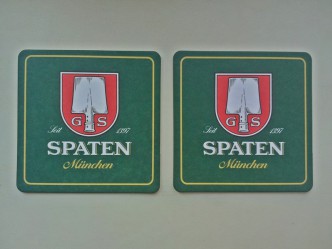 G S
Seit 1397
SPATEN
München
G S
Seit 1397
SPATEN
München